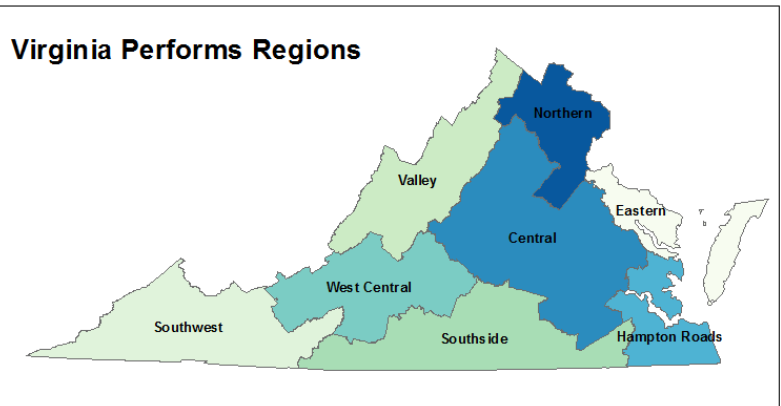 Virginia Performs Regions
Northern
Valley
Eastern
Central
West Central
Southwest
Southside
Hampton Roads